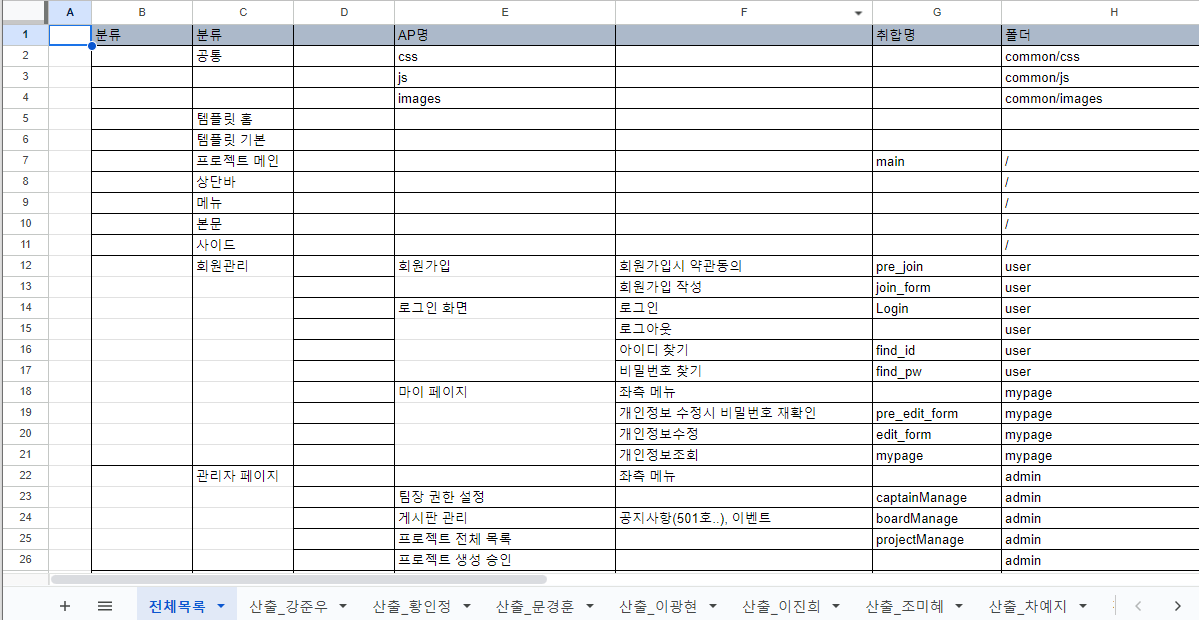 A B C D E F G H
1 분류 분류 AP명 취합명 폴더
2 공통 css common/css
3 js common/js
4 images common/images
5 템플릿 홈
6 템플릿 기본
7 프로젝트 메인 main /
8 상단바 /
9 메뉴 /
10 본문 /
11 사이드 /
12 회원관리 회원가입 회원가입시 약관동의 pre_join user
13 회원가입 작성 join_form user
14 로그인 화면 로그인 Login user
15 로그아웃 user
16 아이디 찾기 find_id user
17 비밀번호 찾기 find_pw user
18 마이 페이지 좌측 메뉴 mypage
19 개인정보 수정시 비밀번호 재확인 pre_edit_form mypage
20 개인정보수정 edit_form mypage
21 개인정보조회 mypage mypage
22 관리자 페이지 좌측 메뉴 admin
23 팀장 권한 설정 captainManage admin
24 게시판 관리 공지사항(501호..), 이벤트 boardManage admin
25 프로젝트 전체 목록 projectManage admin
26 프로젝트 생성 승인 admin
전체목록 산출_강준우 산출_황인정 산출_문경훈 산출_이광현 산출_이진희 산출_조미혜 산출_차예지